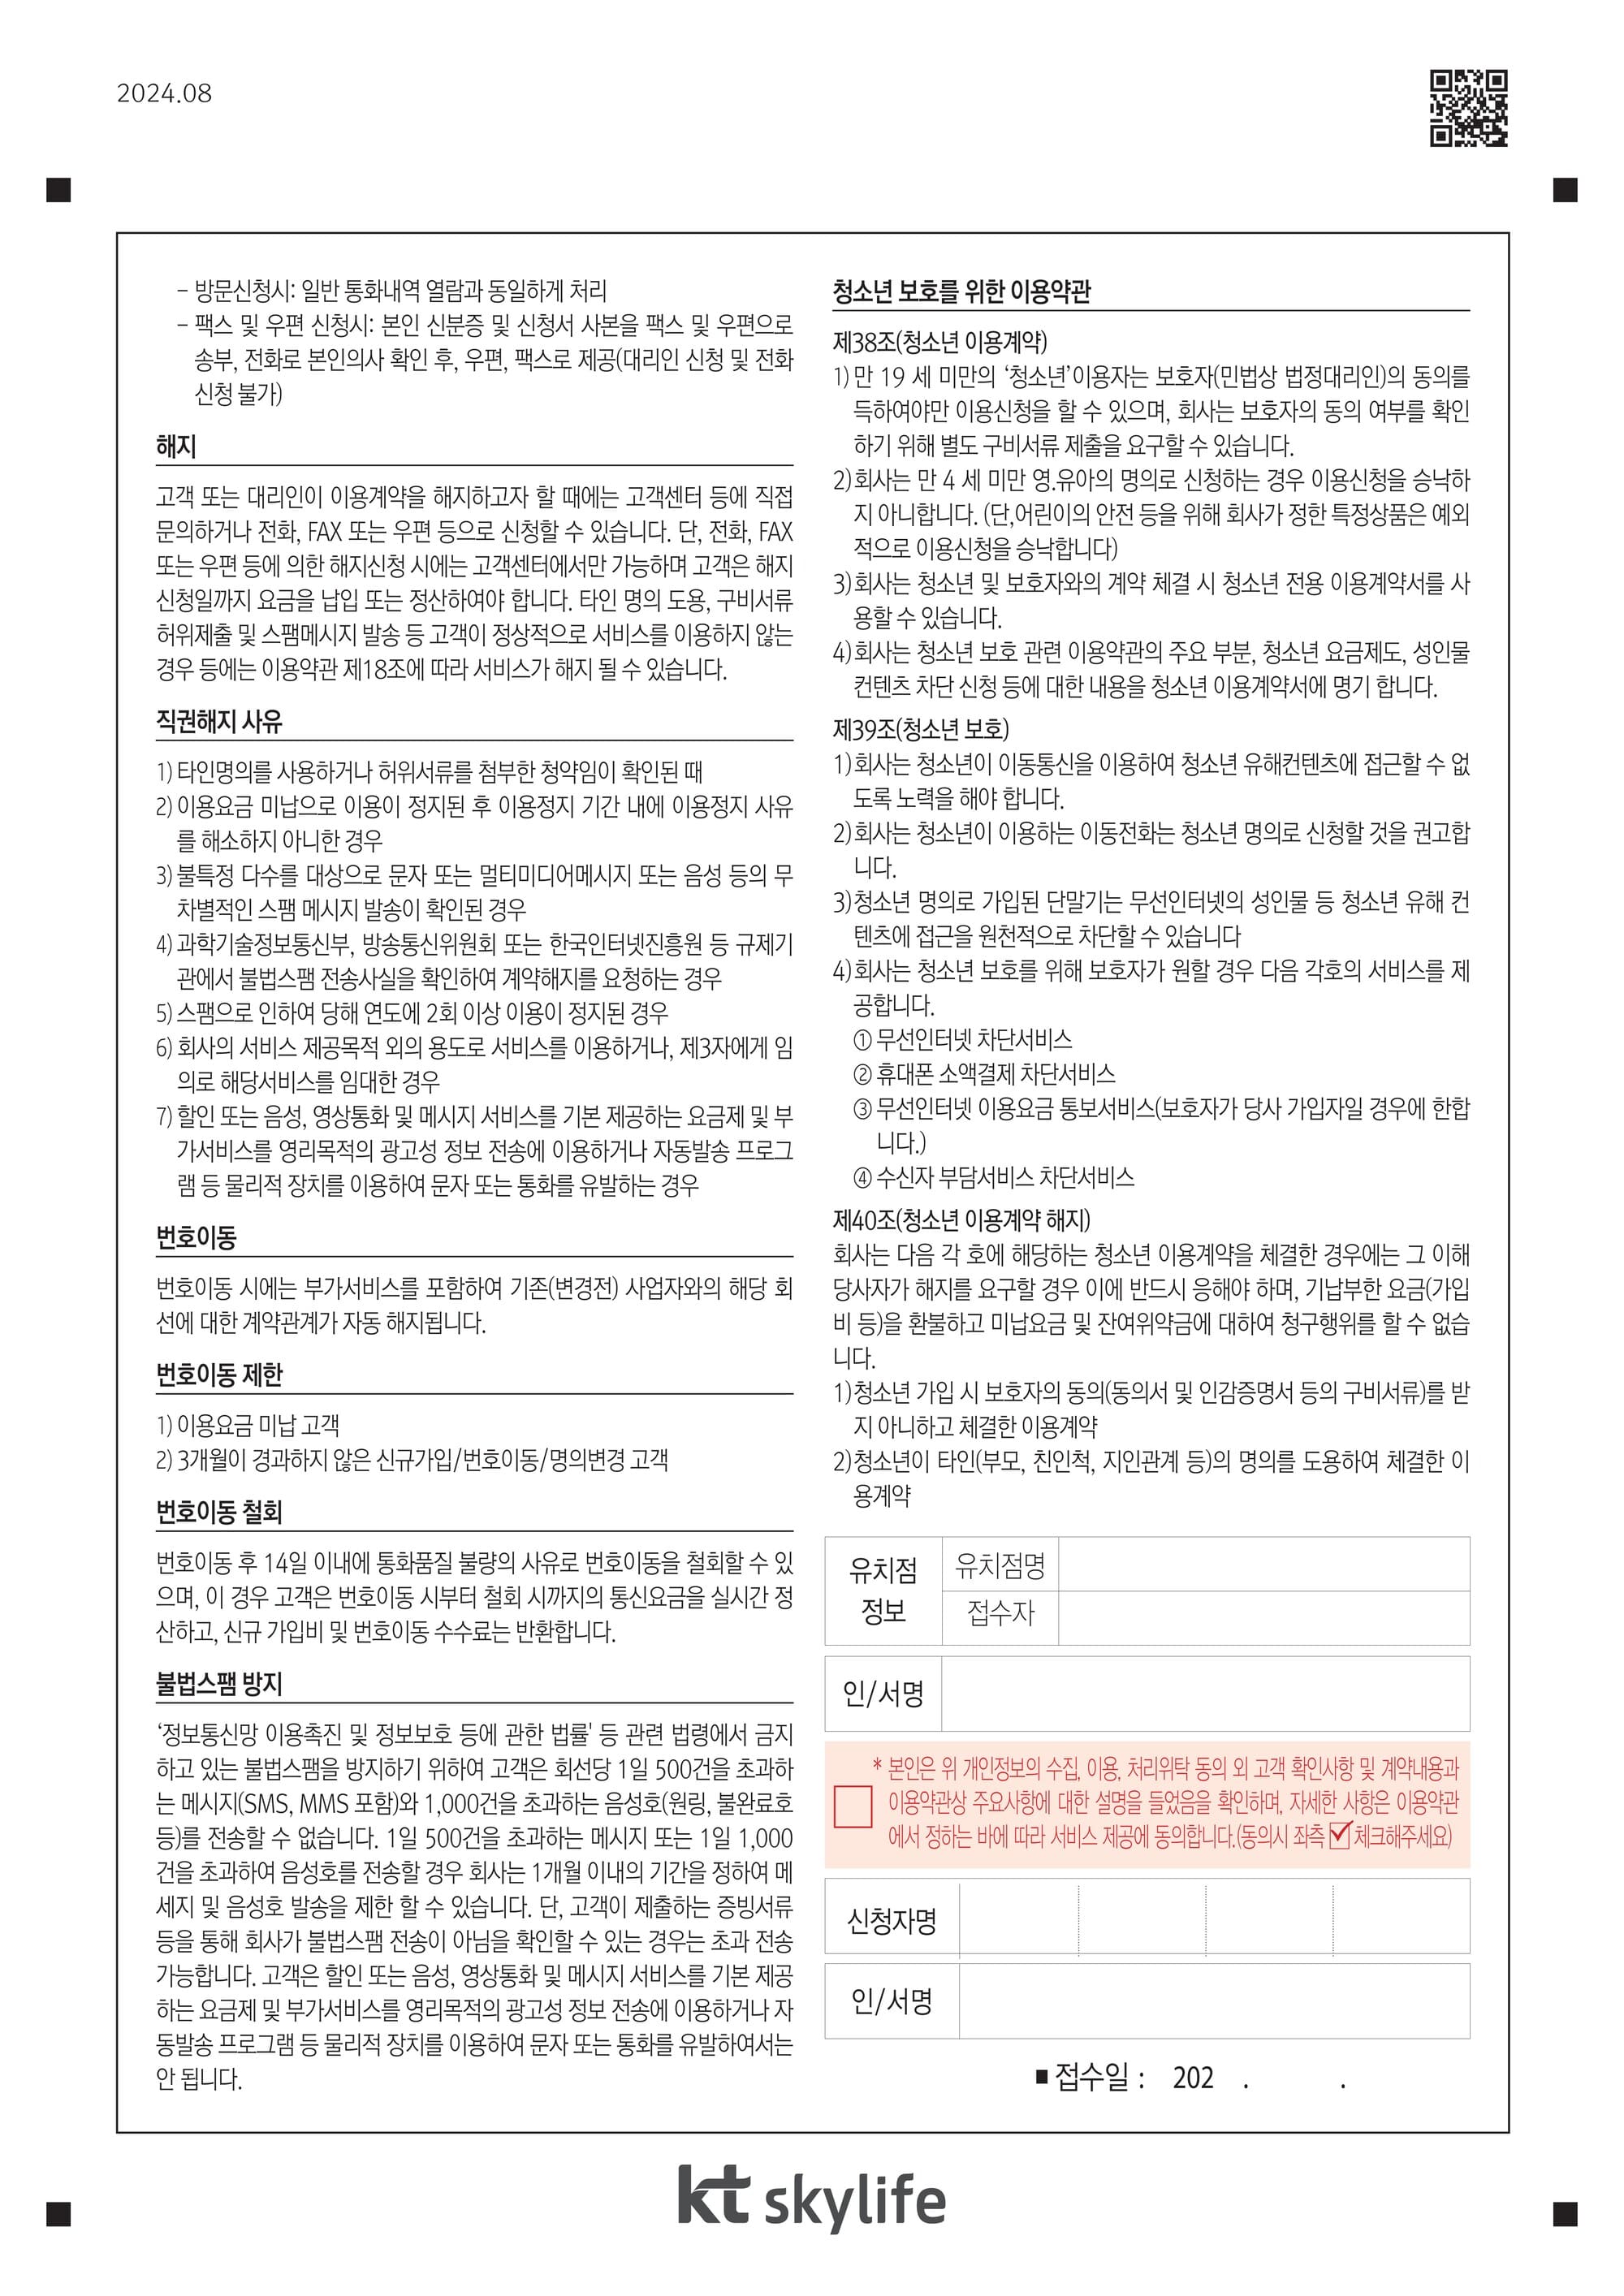 2024.08
- 방문신청시: 일반 통화내역 열람과 동일하게 처리
- 팩스 및 우편 신청시: 본인 신분증 및 신청서 사본을 팩스 및 우편으로
송부, 전화로 본인의사 확인 후, 우편, 팩스로 제공(대리인 신청 및 전화
신청 불가)
해지
고객 또는 대리인이 이용계약을 해지하고자 할 때에는 고객센터 등에 직접
문의하거나 전화, FAX 또는 우편 등으로 신청할 수 있습니다. 단, 전화, FAX
또는 우편 등에 의한 해지신청 시에는 고객센터에서만 가능하며 고객은 해지
신청일까지 요금을 납입 또는 정산하여야 합니다. 타인 명의 도용, 구비서류
허위제출 및 스팸메시지 발송 등 고객이 정상적으로 서비스를 이용하지 않는
경우 등에는 이용약관 제18조에 따라 서비스가 해지 될 수 있습니다.
직권해지 사유
1) 타인명의를 사용하거나 허위서류를 첨부한 청약임이 확인된 때
2) 이용요금 미납으로 이용이 정지된 후 이용정지 기간 내에 이용정지 사유
를 해소하지 아니한 경우
3) 불특정 다수를 대상으로 문자 또는 멀티미디어메시지 또는 음성 등의 무
차별적인 스팸 메시지 발송이 확인된 경우
4) 과학기술정보통신부, 방송통신위원회 또는 한국인터넷진흥원 등 규제기
관에서 불법스팸 전송사실을 확인하여 계약해지를 요청하는 경우
5) 스팸으로 인하여 당해 연도에 2회 이상 이용이 정지된 경우
6) 회사의 서비스 제공목적 외의 용도로 서비스를 이용하거나, 제3자에게 임
의로 해당서비스를 임대한 경우
7) 할인 또는 음성, 영상통화 및 메시지 서비스를 기본 제공하는 요금제 및 부
가서비스를 영리목적의 광고성 정보 전송에 이용하거나 자동발송 프로그
램 등 물리적 장치를 이용하여 문자 또는 통화를 유발하는 경우
번호이동
번호이동 시에는 부가서비스를 포함하여 기존(변경전) 사업자와의 해당 회
선에 대한 계약관계가 자동 해지됩니다.
번호이동 제한
1) 이용요금 미납 고객
2) 3개월이 경과하지 않은 신규가입/번호이동/명의변경 고객
번호이동 철회
번호이동 후 14일 이내에 통화품질 불량의 사유로 번호이동을 철회할 수 있
으며, 이 경우 고객은 번호이동 시부터 철회 시까지의 통신요금을 실시간 정
산하고, 신규 가입비 및 번호이동 수수료는 반환합니다.
불법스팸 방지
‘정보통신망 이용촉진 및 정보보호 등에 관한 법률' 등 관련 법령에서 금지
하고 있는 불법스팸을 방지하기 위하여 고객은 회선당 1일 500건을 초과하
는 메시지(SMS, MMS 포함)와 1,000건을 초과하는 음성호(원링, 불완료호
등)를 전송할 수 없습니다. 1일 500건을 초과하는 메시지 또는 1일 1,000
건을 초과하여 음성호를 전송할 경우 회사는 1개월 이내의 기간을 정하여 메
세지 및 음성호 발송을 제한 할 수 있습니다. 단, 고객이 제출하는 증빙서류
등을 통해 회사가 불법스팸 전송이 아님을 확인할 수 있는 경우는 초과 전송
가능합니다. 고객은 할인 또는 음성, 영상통화 및 메시지 서비스를 기본 제공
하는 요금제 및 부가서비스를 영리목적의 광고성 정보 전송에 이용하거나 자
동발송 프로그램 등 물리적 장치를 이용하여 문자 또는 통화를 유발하여서는
안 됩니다.
청소년 보호를 위한 이용약관
제38조(청소년 이용계약)
1) 만 19 세 미만의 ‘청소년’이용자는 보호자(민법상 법정대리인)의 동의를
득하여야만 이용신청을 할 수 있으며, 회사는 보호자의 동의 여부를 확인
하기 위해 별도 구비서류 제출을 요구할 수 있습니다.
2)회사는 만 4 세 미만 영.유아의 명의로 신청하는 경우 이용신청을 승낙하
지 아니합니다. (단,어린이의 안전 등을 위해 회사가 정한 특정상품은 예외
적으로 이용신청을 승낙합니다)
3)회사는 청소년 및 보호자와의 계약 체결 시 청소년 전용 이용계약서를 사
용할 수 있습니다.
4)회사는 청소년 보호 관련 이용약관의 주요 부분, 청소년 요금제도, 성인물
컨텐츠 차단 신청 등에 대한 내용을 청소년 이용계약서에 명기 합니다.
제39조(청소년 보호)
1)회사는 청소년이 이동통신을 이용하여 청소년 유해컨텐츠에 접근할 수 없
도록 노력을 해야 합니다.
2)회사는 청소년이 이용하는 이동전화는 청소년 명의로 신청할 것을 권고합
니다.
3)청소년 명의로 가입된 단말기는 무선인터넷의 성인물 등 청소년 유해 컨
텐츠에 접근을 원천적으로 차단할 수 있습니다
4)회사는 청소년 보호를 위해 보호자가 원할 경우 다음 각호의 서비스를 제
공합니다.
① 무선인터넷 차단서비스
② 휴대폰 소액결제 차단서비스
③ 무선인터넷 이용요금 통보서비스(보호자가 당사 가입자일 경우에 한합
니다.)
④ 수신자 부담서비스 차단서비스
제40조(청소년 이용계약 해지)
회사는 다음 각 호에 해당하는 청소년 이용계약을 체결한 경우에는 그 이해
당사자가 해지를 요구할 경우 이에 반드시 응해야 하며, 기납부한 요금(가입
비 등)을 환불하고 미납요금 및 잔여위약금에 대하여 청구행위를 할 수 없습
니다.
1)청소년 가입 시 보호자의 동의(동의서 및 인감증명서 등의 구비서류)를 받
지 아니하고 체결한 이용계약
2)청소년이 타인(부모, 친인척, 지인관계 등)의 명의를 도용하여 체결한 이
용계약
유치점 정보
유치점명
접수자
인/서명
* 본인은 위 개인정보의 수집, 이용, 처리위탁 동의 외 고객 확인사항 및 계약내용과
이용약관상 주요사항에 대한 설명을 들었음을 확인하며, 자세한 사항은 이용약관
에서 정하는 바에 따라 서비스 제공에 동의합니다.(동의시 좌측 ☑ 체크해주세요)
신청자명
인/서명
■ 접수일 : 202 . .
kt skylife